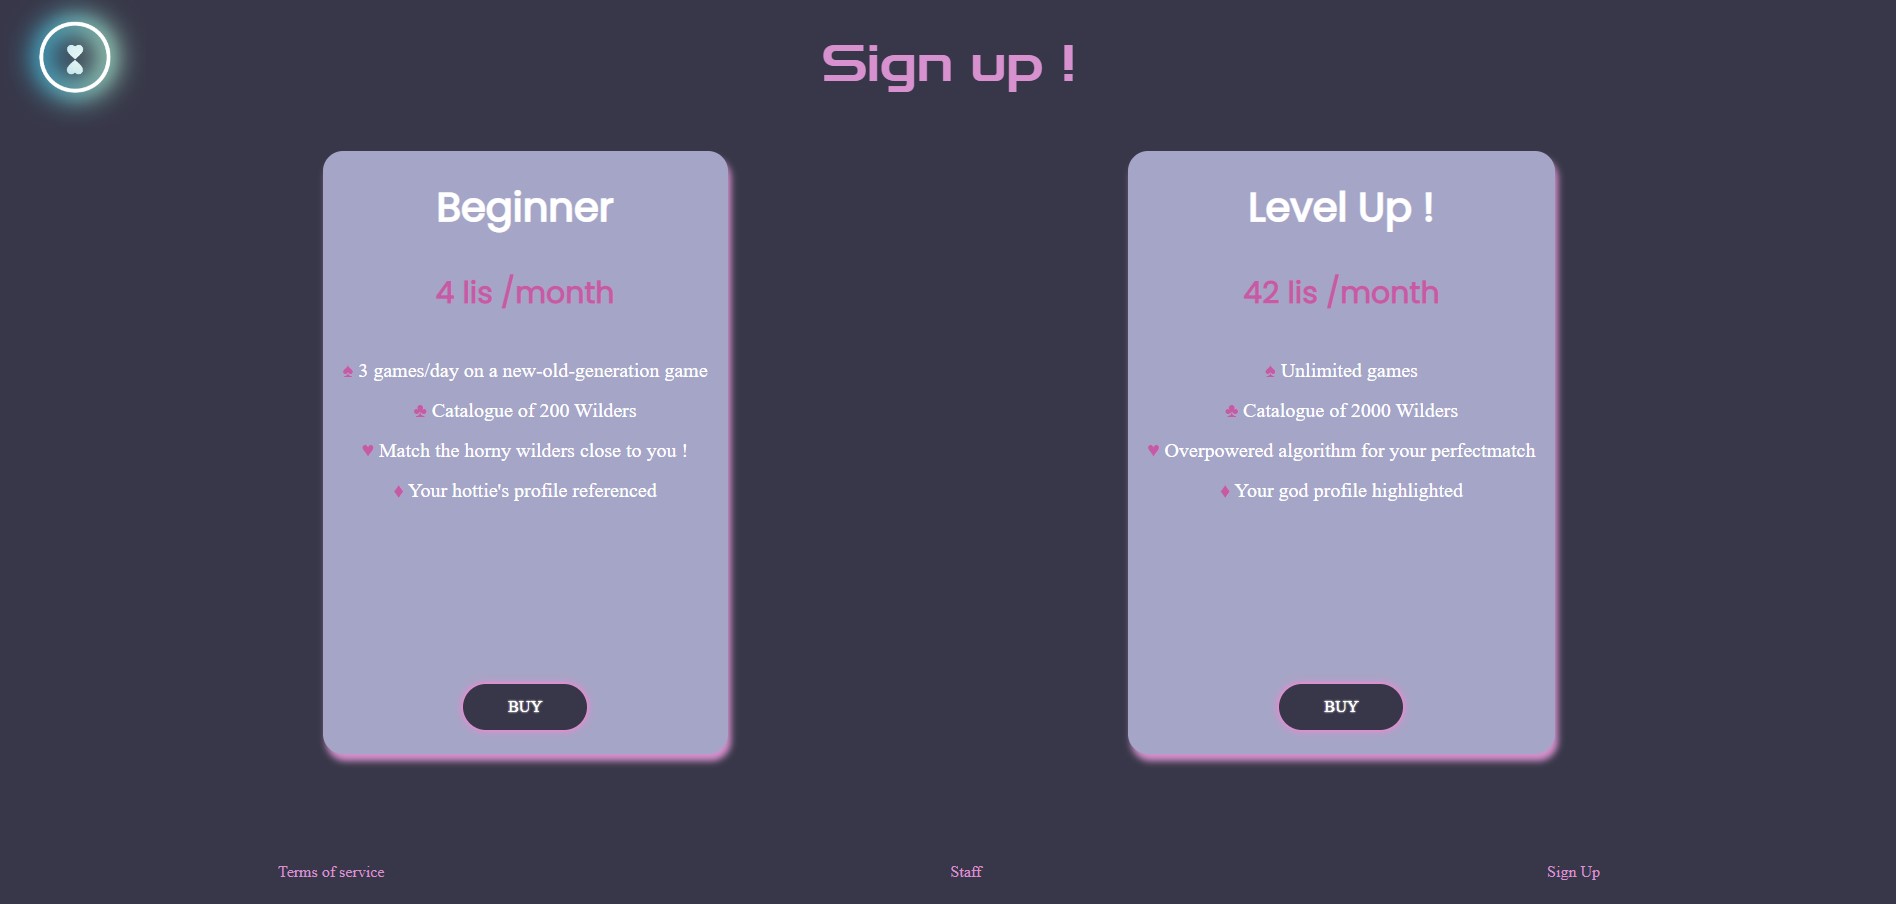 Sign up !
Beginner
4 lis /month
♠ 3 games/day on a new-old-generation game
♣ Catalogue of 200 Wilders
♥ Match the horny wilders close to you !
♦ Your hottie's profile referenced
BUY
Level Up !
42 lis /month
♠ Unlimited games
♣ Catalogue of 2000 Wilders
♥ Overpowered algorithm for your perfectmatch
♦ Your god profile highlighted
BUY
Terms of service
Staff
Sign Up